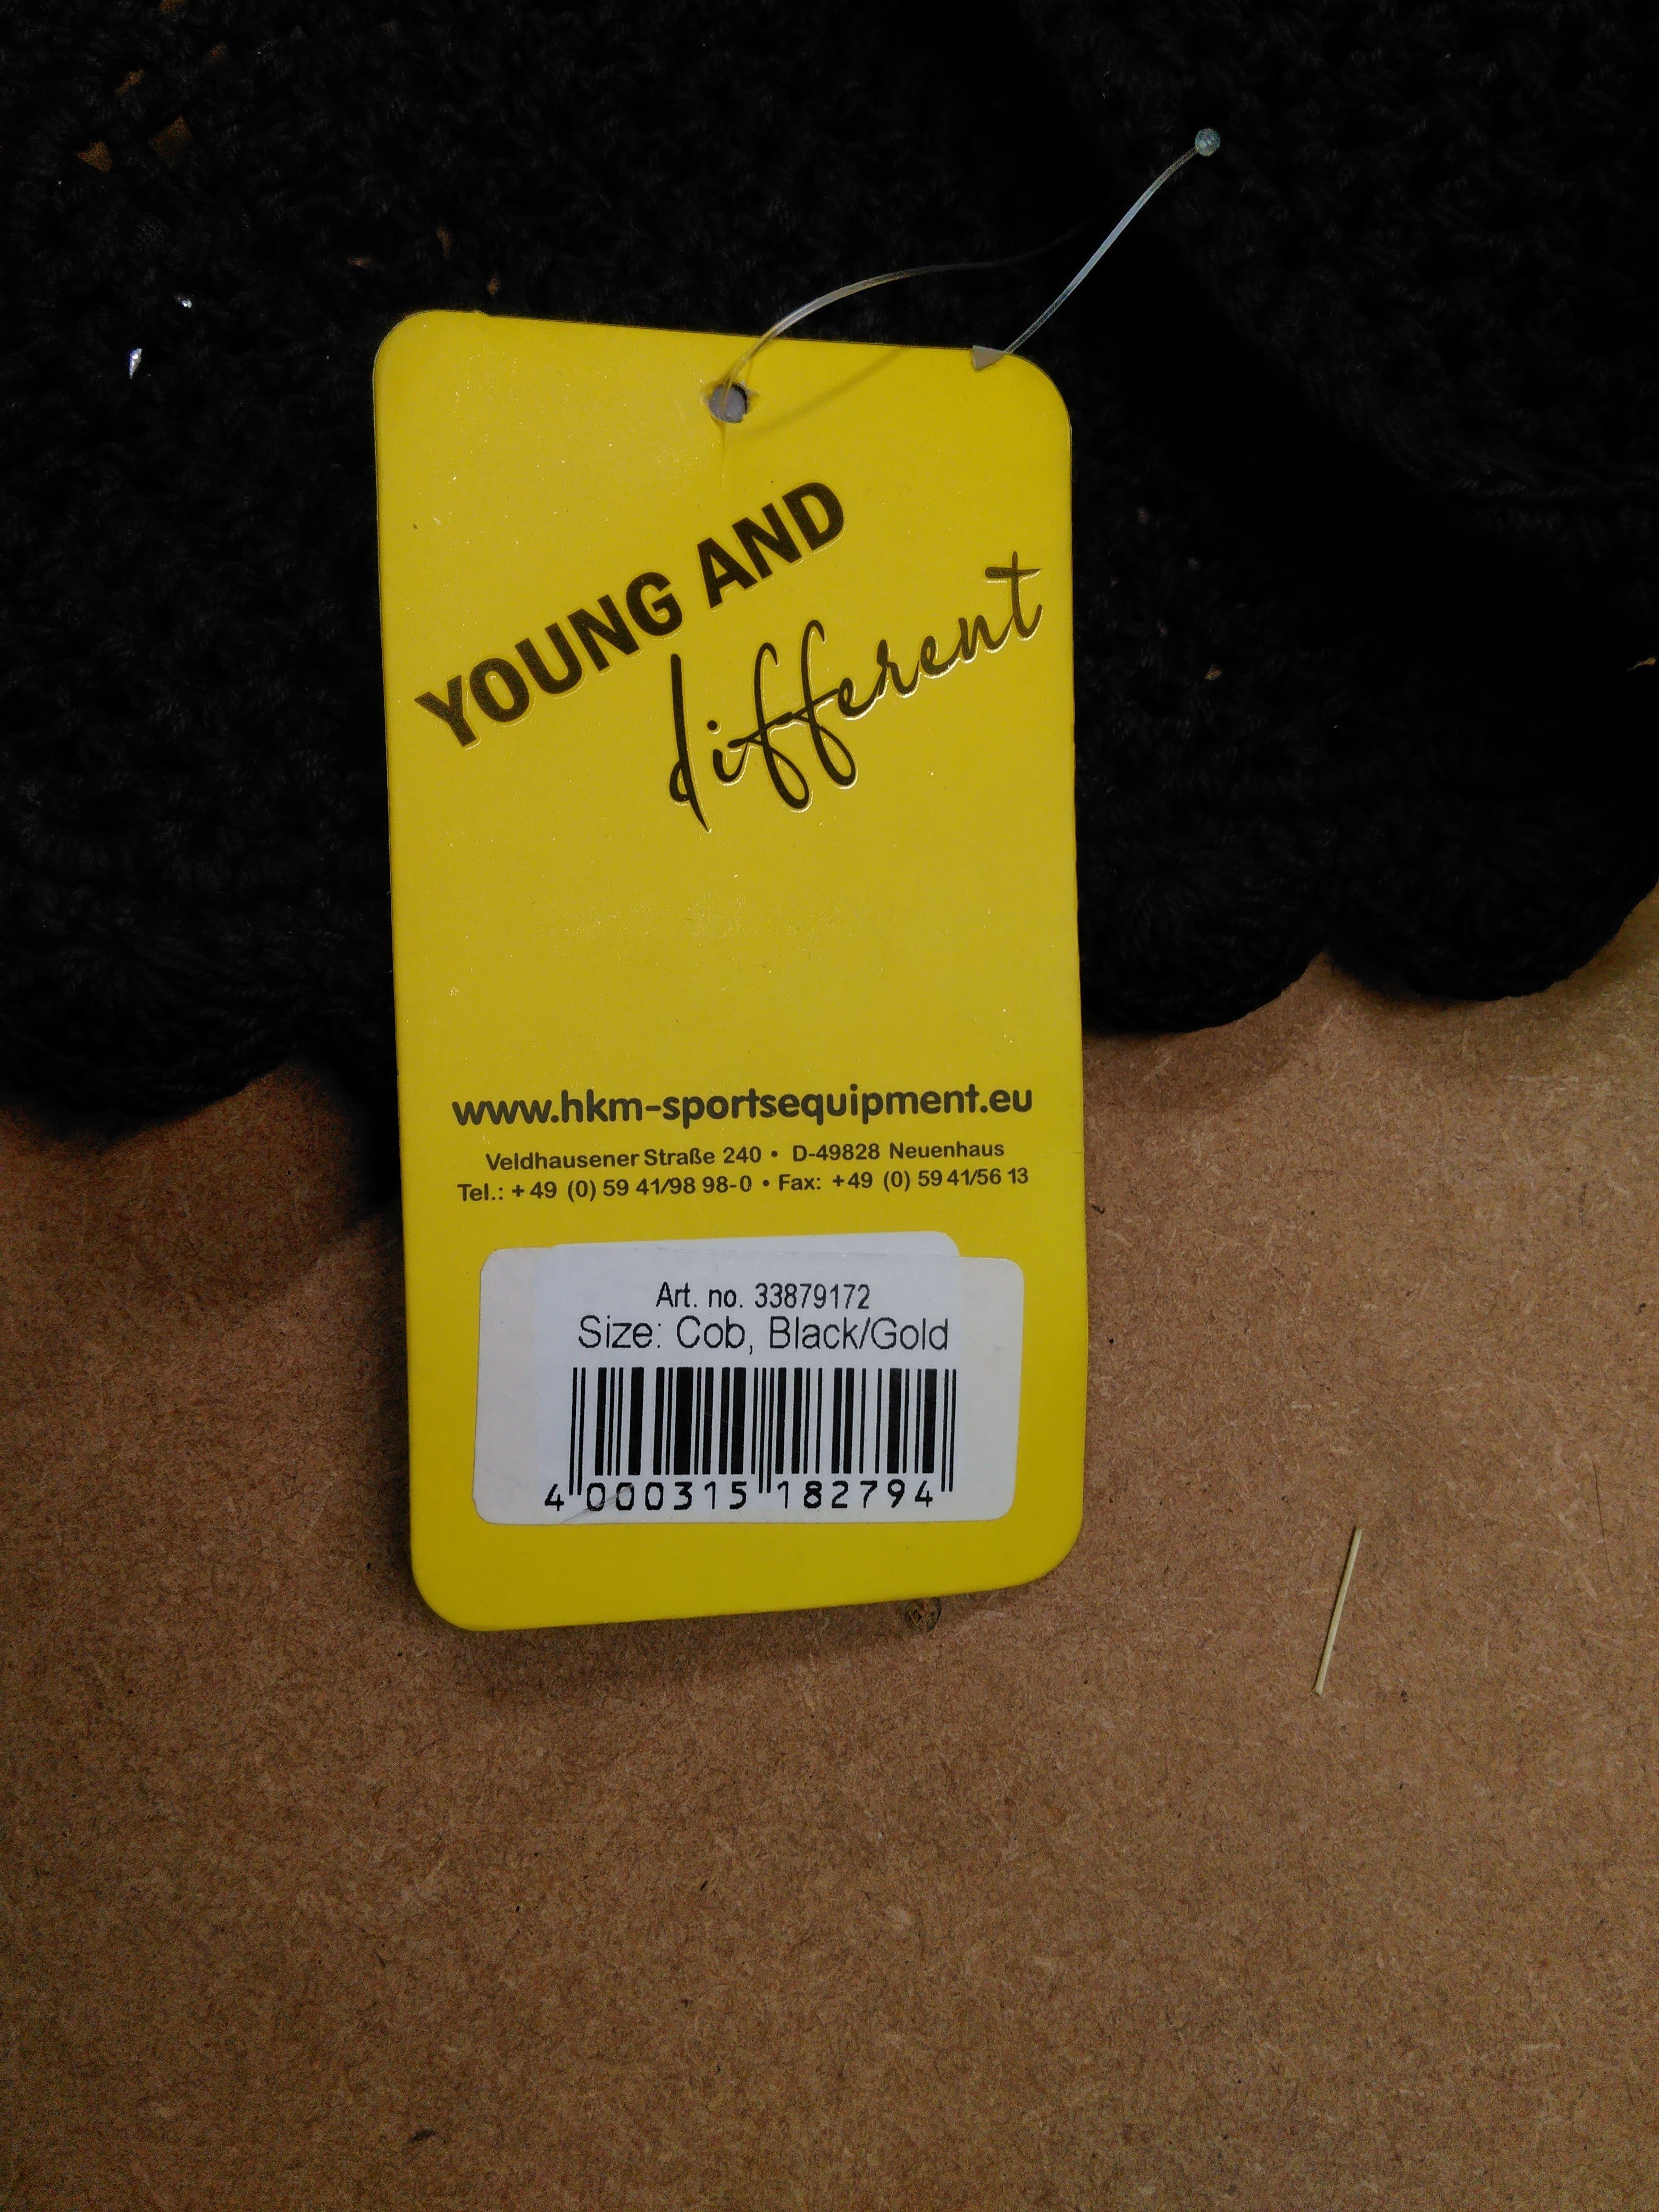 YOUNG AND
different
www.hkm-sportsequipment.eu
Veldhausener Straße 240 • D-49828 Neuenhaus
Tel.: +49 (0) 59 41/98 98-0 • Fax: +49 (0) 59 41/56 13
Art. no. 33879172
Size: Cob, Black/Gold
4 000315 182794